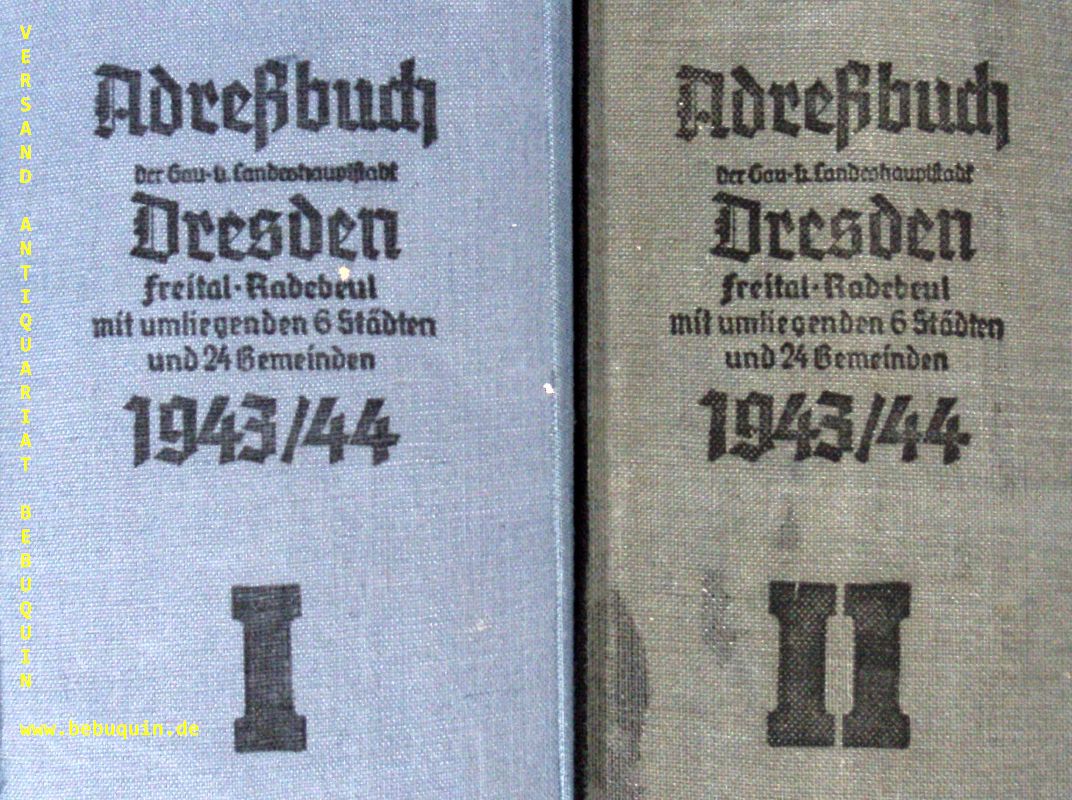 VERSAND ANTIQUARIAT BEBUQUIN
www.bebuquin.de
Adreßbuch
der Gau- u. Landeshauptstadt
Dresden
Freital · Radebeul
mit umliegenden 6 Städten
und 24 Gemeinden
1943/44
I
Adreßbuch
der Gau- u. Landeshauptstadt
Dresden
Freital · Radebeul
mit umliegenden 6 Städten
und 24 Gemeinden
1943/44
II